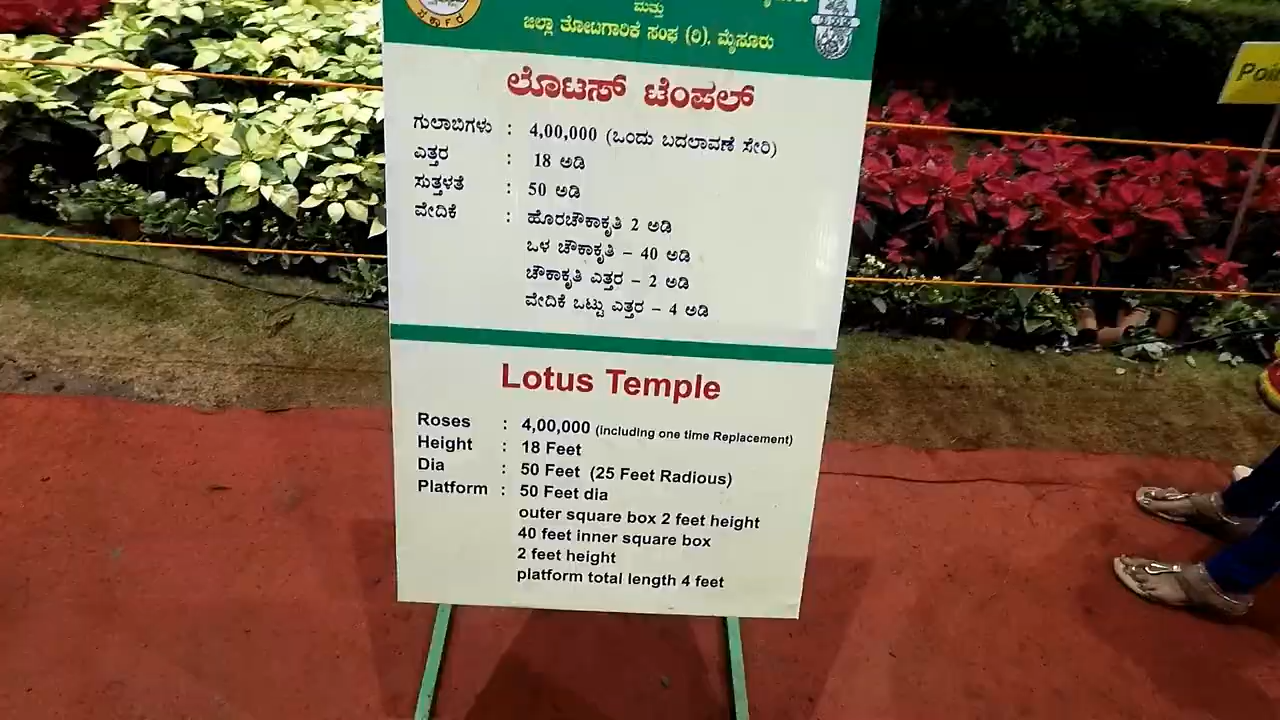 ಸರ್ಕಾರ
ಮತ್ತು
ಜಿಲ್ಲಾ ತೋಟಗಾರಿಕೆ ಸಂಘ (ರಿ). ಮೈಸೂರು
ಲೊಟಸ್ ಟೆಂಪಲ್
ಗುಲಾಬಿಗಳು : 4,00,000 (ಒಂದು ಬದಲಾವಣೆ ಸೇರಿ)
ಎತ್ತರ : 18 ಅಡಿ
ಸುತ್ತಳತೆ : 50 ಅಡಿ
ವೇದಿಕೆ : ಹೊರಚೌಕಾಕೃತಿ 2 ಅಡಿ
ಒಳ ಚೌಕಾಕೃತಿ – 40 ಅಡಿ
ಚೌಕಾಕೃತಿ ಎತ್ತರ – 2 ಅಡಿ
ವೇದಿಕೆ ಒಟ್ಟು ಎತ್ತರ – 4 ಅಡಿ
Lotus Temple
Roses : 4,00,000 (including one time Replacement)
Height : 18 Feet
Dia : 50 Feet (25 Feet Radious)
Platform : 50 Feet dia
outer square box 2 feet height
40 feet inner square box
2 feet height
platform total length 4 feet